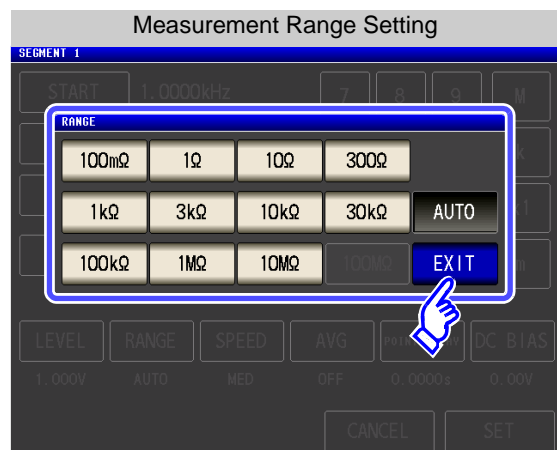 Measurement Range Setting
SEGMENT 1
START 1.0000kHz 7 8 9 M
RANGE
100mΩ 1Ω 10Ω 300Ω
k
1kΩ 3kΩ 10kΩ 30kΩ AUTO
100kΩ 1MΩ 10MΩ 100MΩ EXIT
m
LEVEL RANGE SPEED AVG DC BIAS
1.000V AUTO MED OFF 0.0000s 0.00V
CANCEL SET